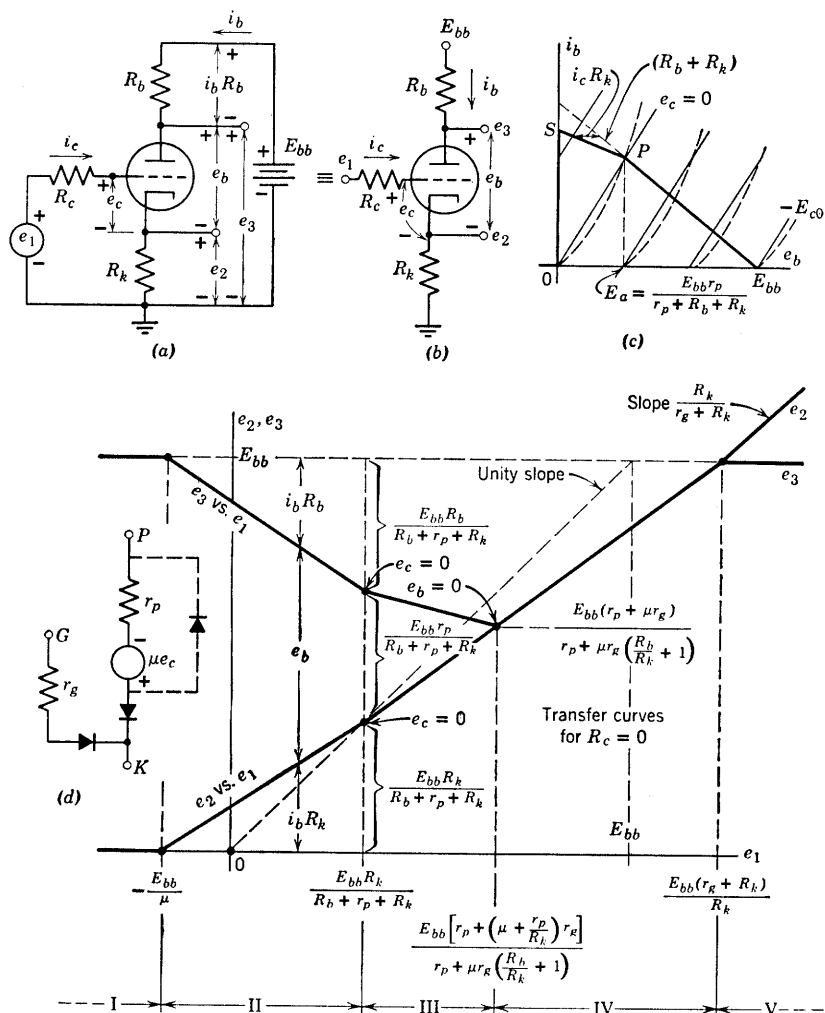 i_b
R_b
i_b R_b
i_c
R_c
e_c
e_b
E_bb
e_3
e_1
e_2
R_k
(a)
≡
E_bb
R_b
i_b
e_3
e_1
i_c
R_c
e_c
e_b
e_2
R_k
(b)
i_b
i_c R_k
(R_b + R_k)
e_c = 0
S
P
-E_c0
e_b
0
E_a = E_bb r_p / (r_p + R_b + R_k)
E_bb
(c)
Slope R_k / (r_g + R_k)
e_2
e_2, e_3
E_bb
Unity slope
e_3
e_3 vs. e_1
i_b R_b
E_bb R_b / (R_b + r_p + R_k)
e_c = 0
e_b = 0
P
r_p
G
μe_c
r_g
K
(d)
e_b
E_bb r_p / (R_b + r_p + R_k)
E_bb(r_p + μr_g) / (r_p + μr_g (R_b/R_k + 1))
e_c = 0
Transfer curves
for R_c = 0
e_2 vs. e_1
i_b R_k
E_bb R_k / (R_b + r_p + R_k)
E_bb
0
e_1
-E_bb/μ
E_bb R_k / (R_b + r_p + R_k)
E_bb(r_g + R_k) / R_k
E_bb[r_p + (μ + r_p/R_k) r_g] / (r_p + μr_g (R_b/R_k + 1))
I II III IV V